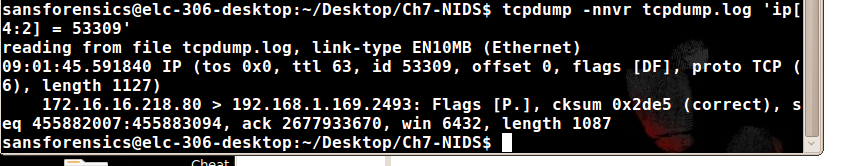 sansforensics@elc-306-desktop:~/Desktop/Ch7-NIDS$ tcpdump -nnvr tcpdump.log 'ip[
4:2] = 53309'
reading from file tcpdump.log, link-type EN10MB (Ethernet)
09:01:45.591840 IP (tos 0x0, ttl 63, id 53309, offset 0, flags [DF], proto TCP (
6), length 1127)
    172.16.16.218.80 > 192.168.1.169.2493: Flags [P.], cksum 0x2de5 (correct), s
eq 455882007:455883094, ack 2677933670, win 6432, length 1087
sansforensics@elc-306-desktop:~/Desktop/Ch7-NIDS$
Cheat